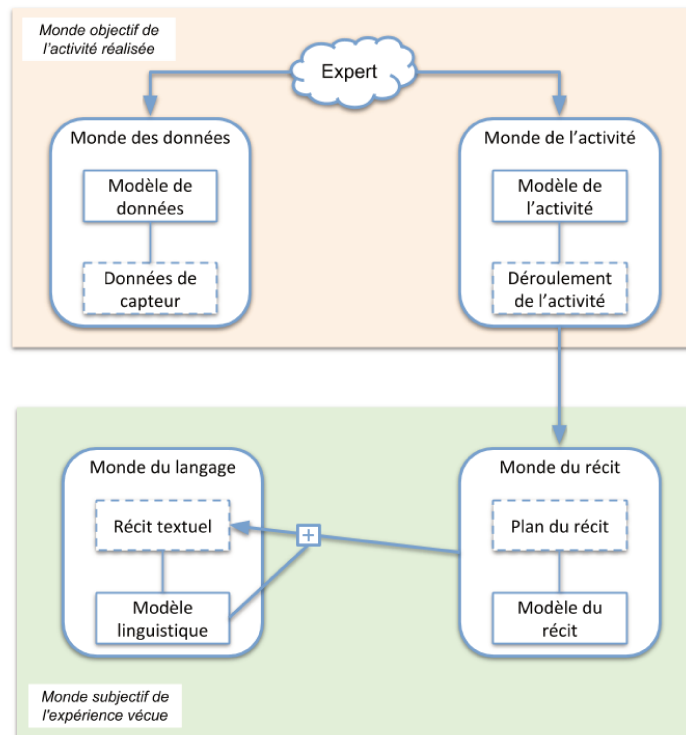 Monde objectif de
l'activité réalisée
Expert
Monde des données
Modèle de
données
Données de
capteur
Monde de l'activité
Modèle de
l'activité
Déroulement
de l'activité
Monde du langage
Récit textuel
Modèle
linguistique
+
Monde du récit
Plan du récit
Modèle du
récit
Monde subjectif de
l'expérience vécue